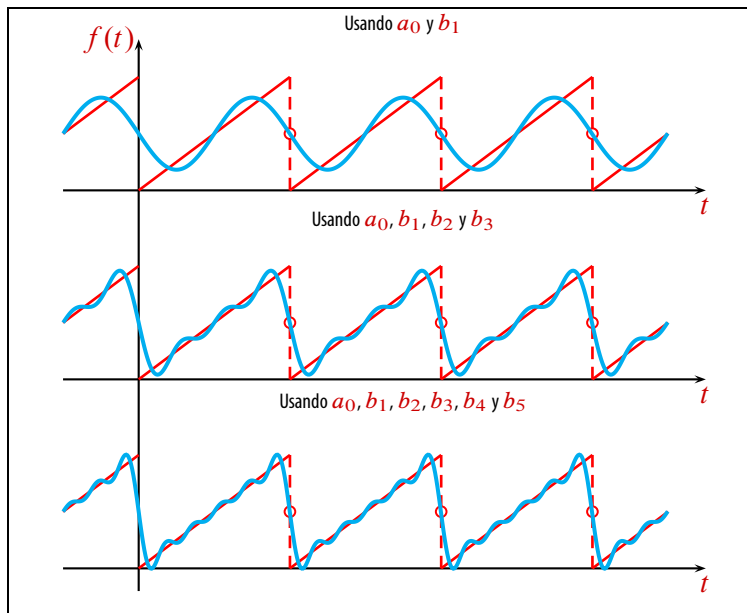 Usando a₀ y b₁
f(t)
t
Usando a₀, b₁, b₂ y b₃
t
Usando a₀, b₁, b₂, b₃, b₄ y b₅
t